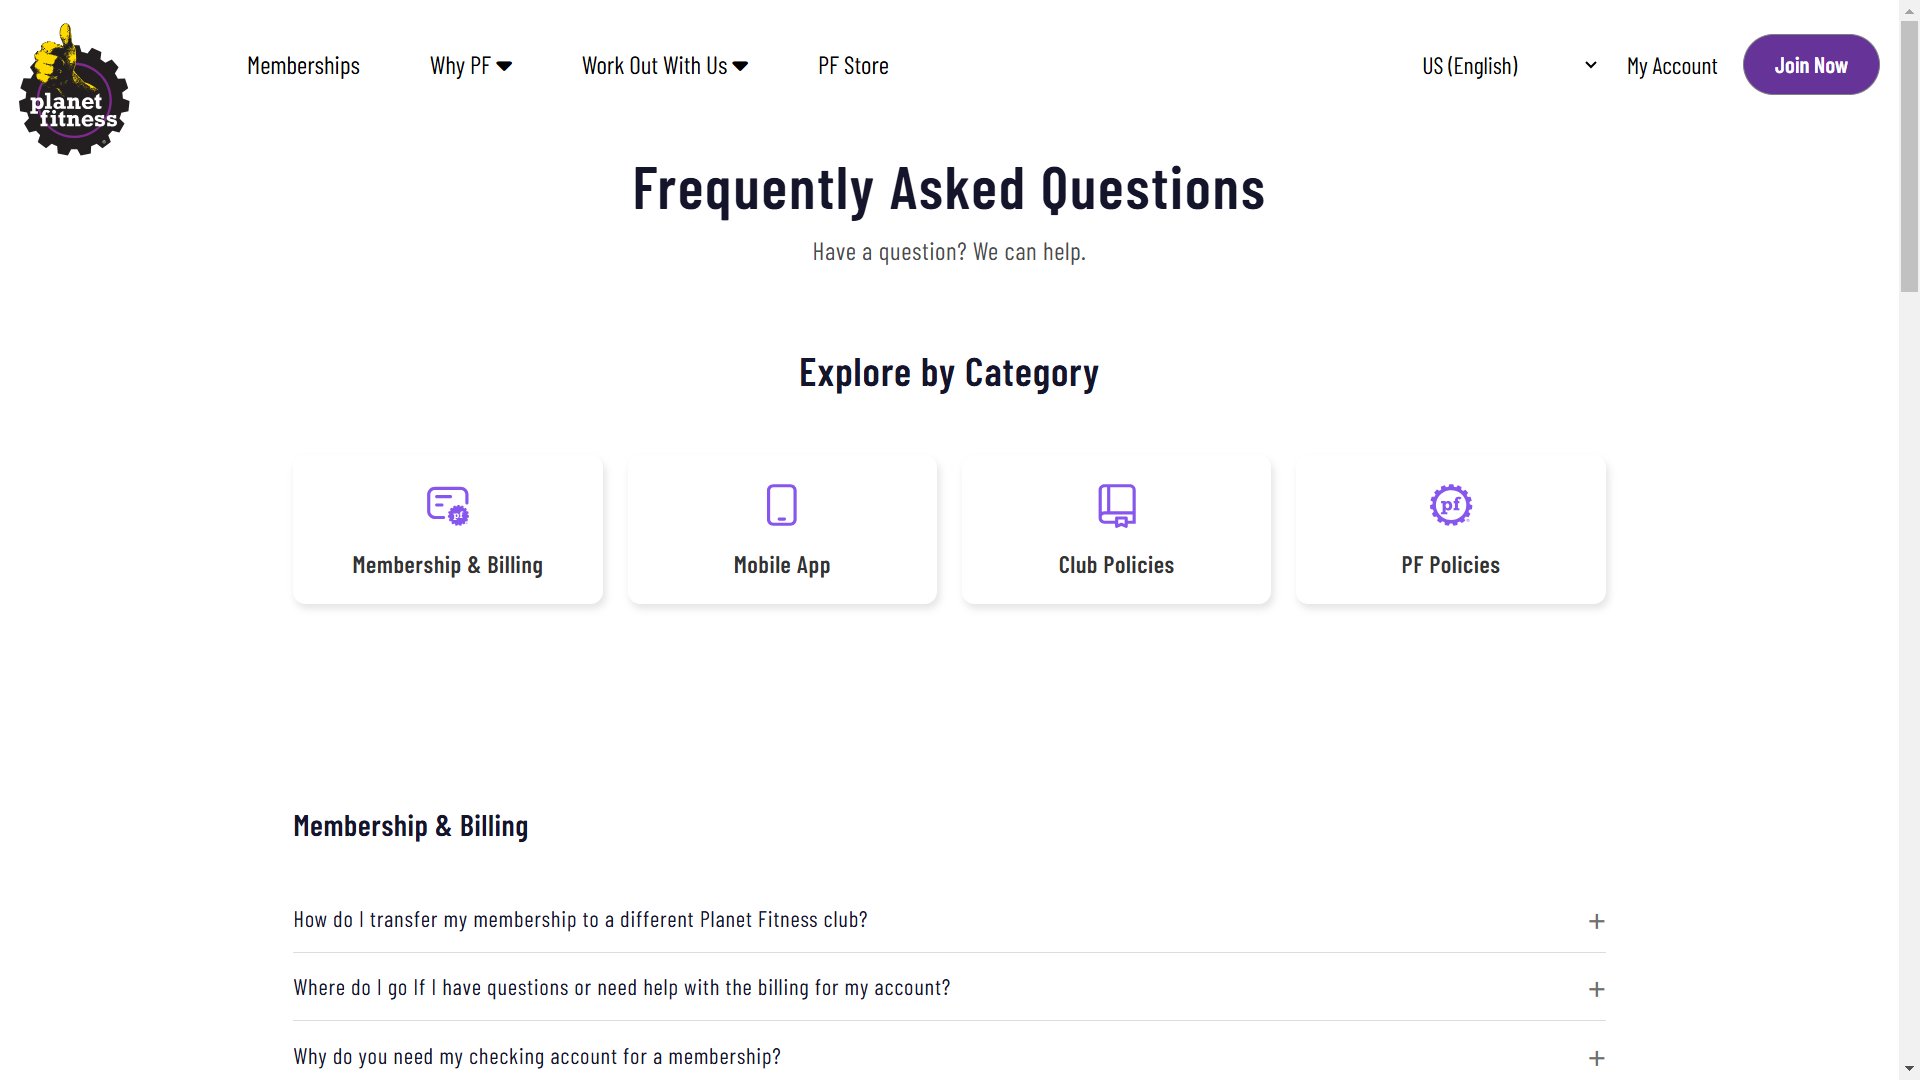 planet
fitness
Memberships
Why PF
Work Out With Us
PF Store
US (English)
My Account
Join Now
Frequently Asked Questions
Have a question? We can help.
Explore by Category
pf
Membership & Billing
Mobile App
Club Policies
pf
PF Policies
Membership & Billing
How do I transfer my membership to a different Planet Fitness club?
Where do I go If I have questions or need help with the billing for my account?
Why do you need my checking account for a membership?